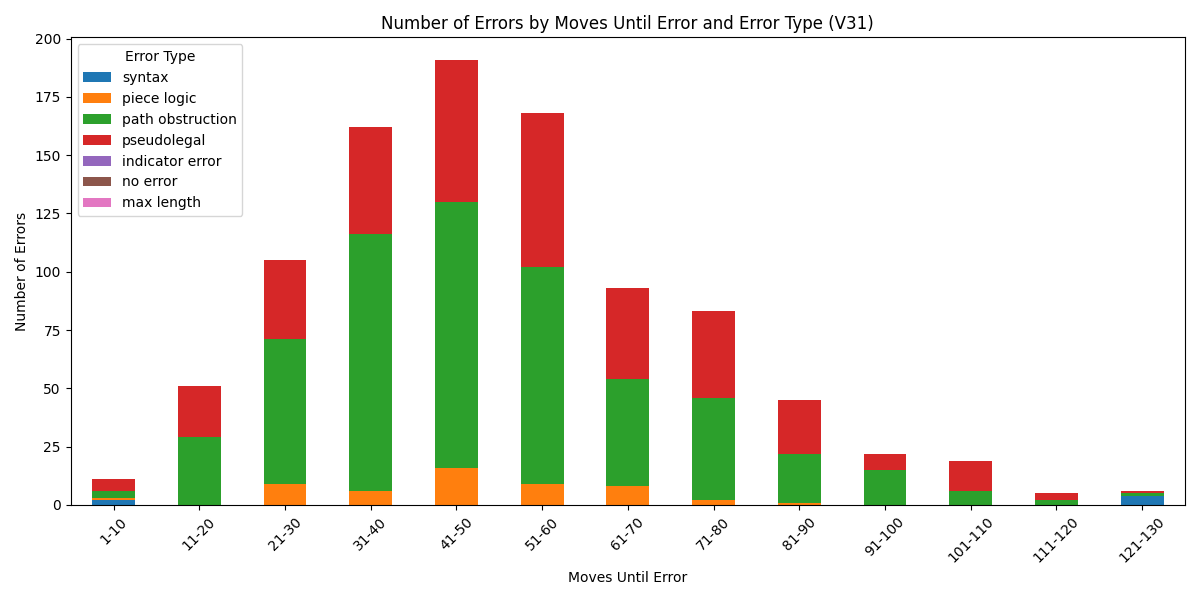 Number of Errors by Moves Until Error and Error Type (V31)
Number of Errors
200
175
150
125
100
75
50
25
0
Error Type
syntax
piece logic
path obstruction
pseudolegal
indicator error
no error
max length
1-10
11-20
21-30
31-40
41-50
51-60
61-70
71-80
81-90
91-100
101-110
111-120
121-130
Moves Until Error